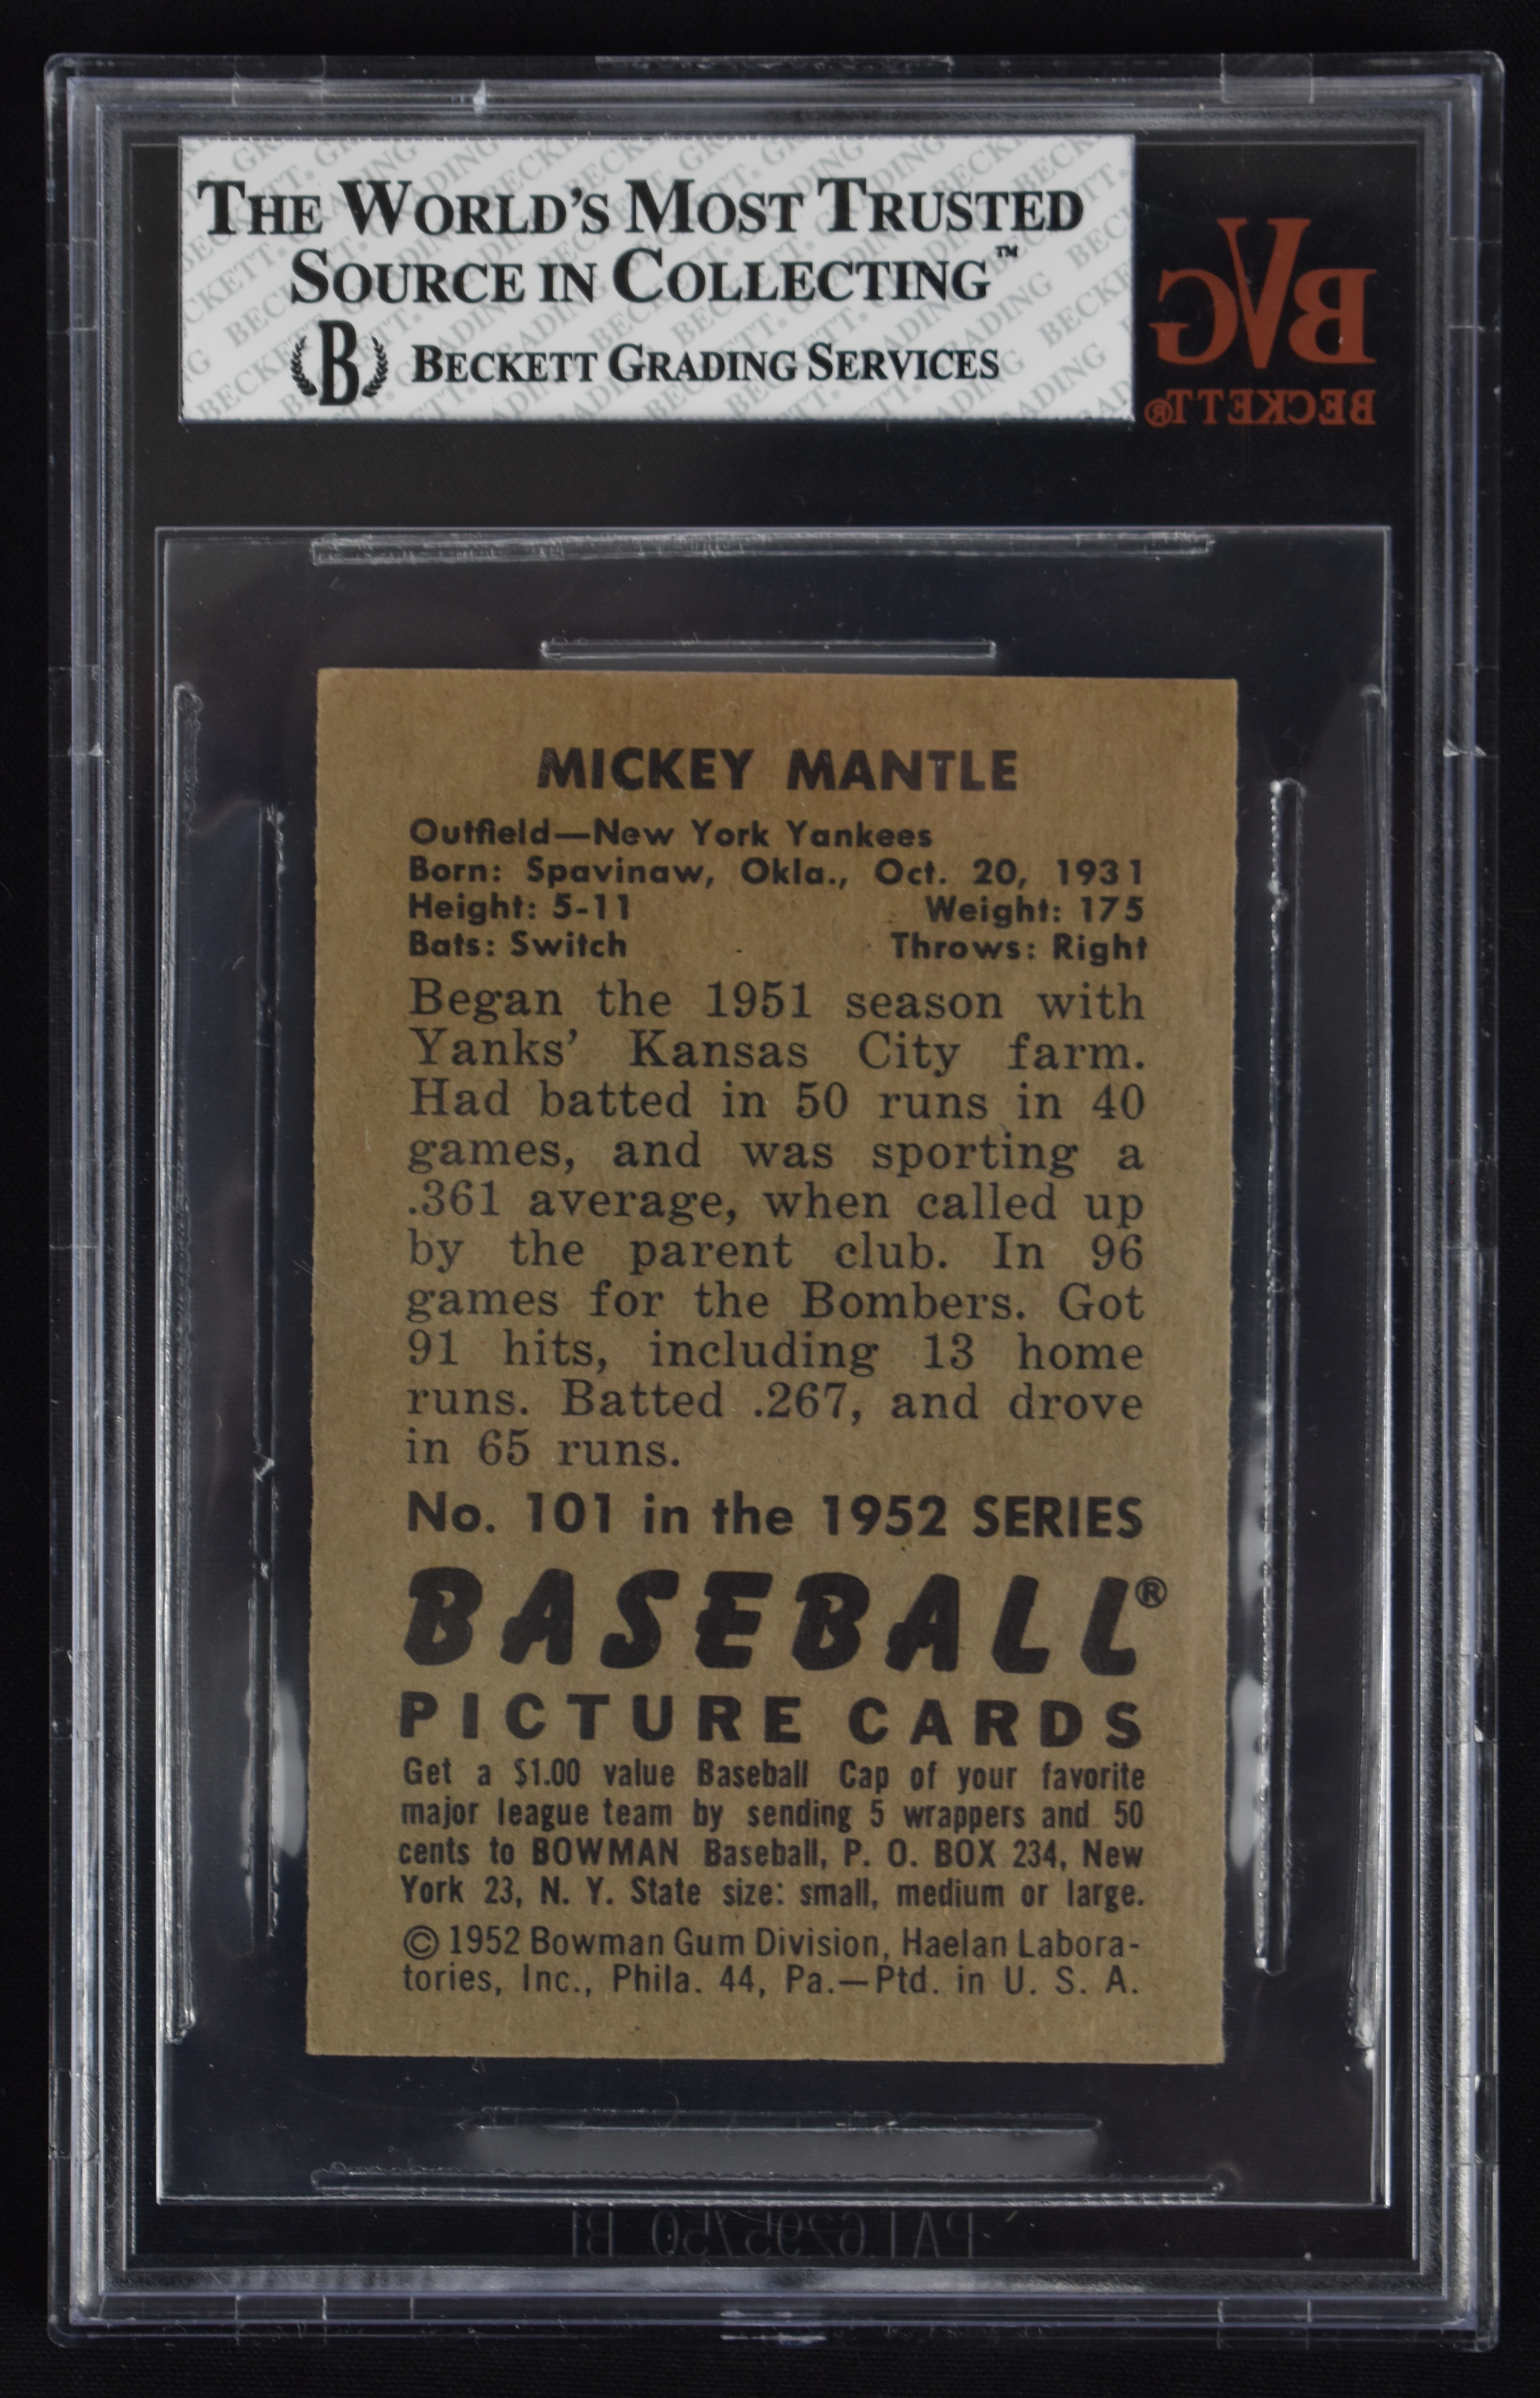 THE WORLD'S MOST TRUSTED
SOURCE IN COLLECTING™
B BECKETT GRADING SERVICES
BVG
BECKETT®
MICKEY MANTLE
Outfield—New York Yankees
Born: Spavinaw, Okla., Oct. 20, 1931
Height: 5-11 Weight: 175
Bats: Switch Throws: Right
Began the 1951 season with
Yanks' Kansas City farm.
Had batted in 50 runs in 40
games, and was sporting a
.361 average, when called up
by the parent club. In 96
games for the Bombers. Got
91 hits, including 13 home
runs. Batted .267, and drove
in 65 runs.
No. 101 in the 1952 SERIES
BASEBALL®
PICTURE CARDS
Get a $1.00 value Baseball Cap of your favorite
major league team by sending 5 wrappers and 50
cents to BOWMAN Baseball, P. O. BOX 234, New
York 23, N. Y. State size: small, medium or large.
© 1952 Bowman Gum Division, Haelan Labora-
tories, Inc., Phila. 44, Pa.—Ptd. in U. S. A.
PAT 6295750 B1